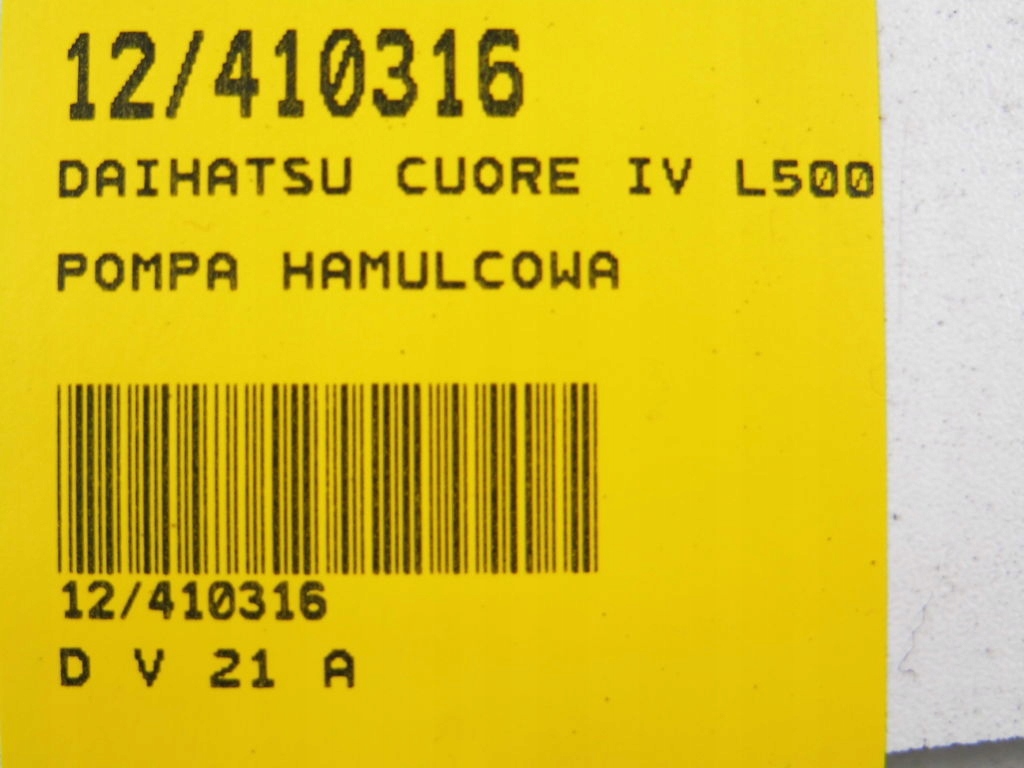 12/410316
DAIHATSU CUORE IV L500
POMPA HAMULCOWA
12/410316
D V 21 A